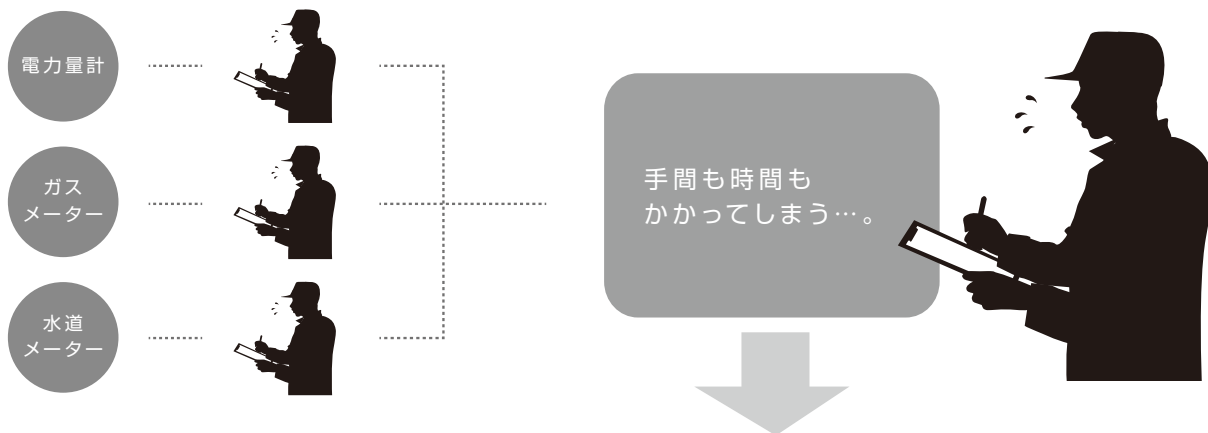 電力量計
ガス
メーター
水道
メーター
手間も時間も
かかってしまう…。